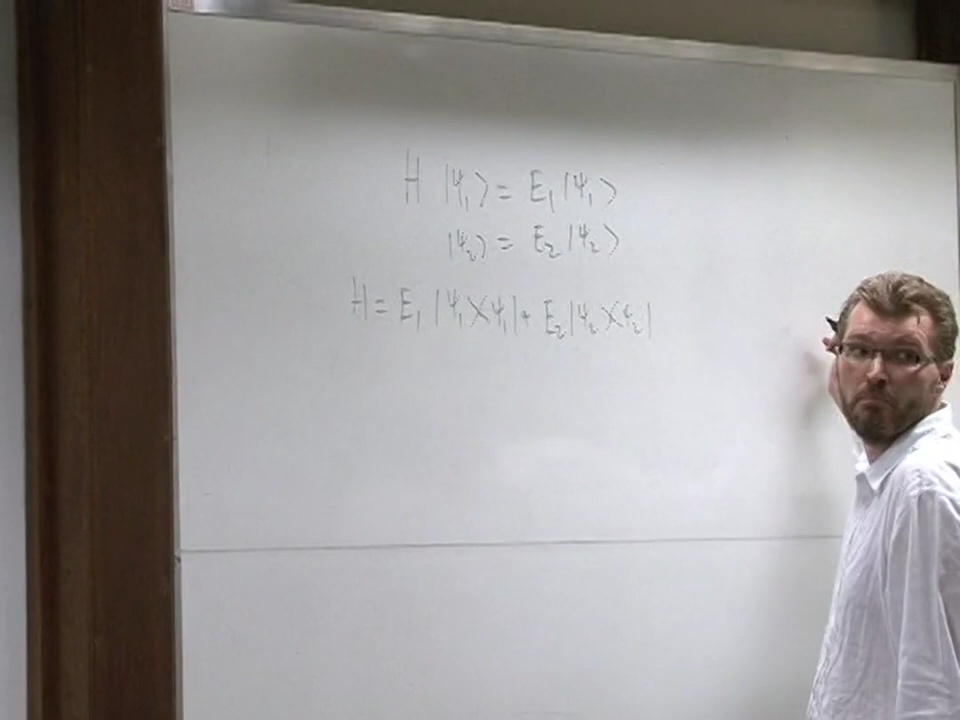 H |ψ₁⟩ = E₁ |ψ₁⟩
|ψ₂⟩ = E₂ |ψ₂⟩
H = E₁ |ψ₁⟩⟨ψ₁| + E₂ |ψ₂⟩⟨ψ₂|